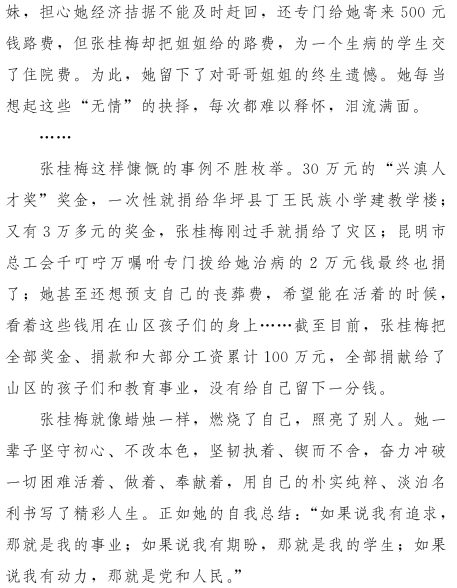 妹，担心她经济拮据不能及时赶回，还专门给她寄来 500 元
钱路费，但张桂梅却把姐姐给的路费，为一个生病的学生交
了住院费。为此，她留下了对哥哥姐姐的终生遗憾。她每当
想起这些“无情”的抉择，每次都难以释怀，泪流满面。
……
张桂梅这样慷慨的事例不胜枚举。30 万元的“兴滇人
才奖”奖金，一次性就捐给华坪县丁王民族小学建教学楼；
又有 3 万多元的奖金，张桂梅刚过手就捐给了灾区；昆明市
总工会千叮咛万嘱咐专门拨给她治病的 2 万元钱最终也捐
了；她甚至还想预支自己的丧葬费，希望能在活着的时候，
看着这些钱用在山区孩子们的身上……截至目前，张桂梅把
全部奖金、捐款和大部分工资累计 100 万元，全部捐献给了
山区的孩子们和教育事业，没有给自己留下一分钱。
张桂梅就像蜡烛一样，燃烧了自己，照亮了别人。她一
辈子坚守初心、不改本色，坚韧执着、锲而不舍，奋力冲破
一切困难活着、做着、奉献着，用自己的朴实纯粹、淡泊名
利书写了精彩人生。正如她的自我总结：“如果说我有追求，
那就是我的事业；如果说我有期盼，那就是我的学生；如果
说我有动力，那就是党和人民。”